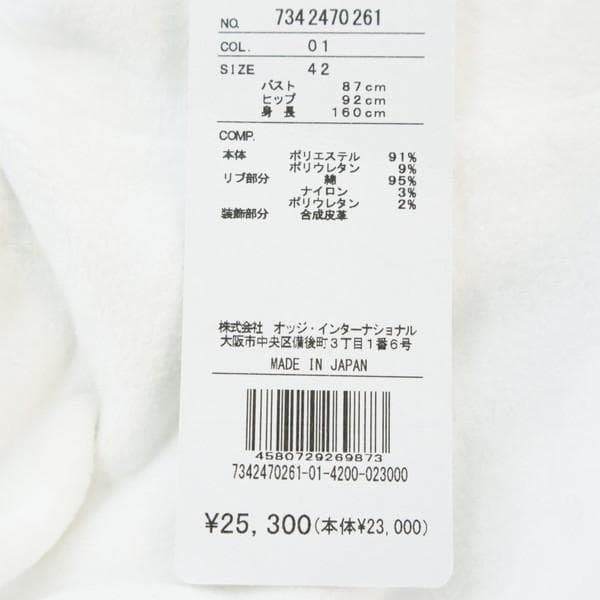 NO. 7342470261
COL. 01
SIZE 42
バスト 87cm
ヒップ 92cm
身長 160cm
COMP.
本体 ポリエステル 91%
ポリウレタン 9%
リブ部分 綿 95%
ナイロン 3%
ポリウレタン 2%
装飾部分 合成皮革
株式会社 オッジ・インターナショナル
大阪市中央区備後町3丁目1番6号
MADE IN JAPAN
4580729269873
7342470261-01-4200-023000
¥25,300(本体¥23,000)